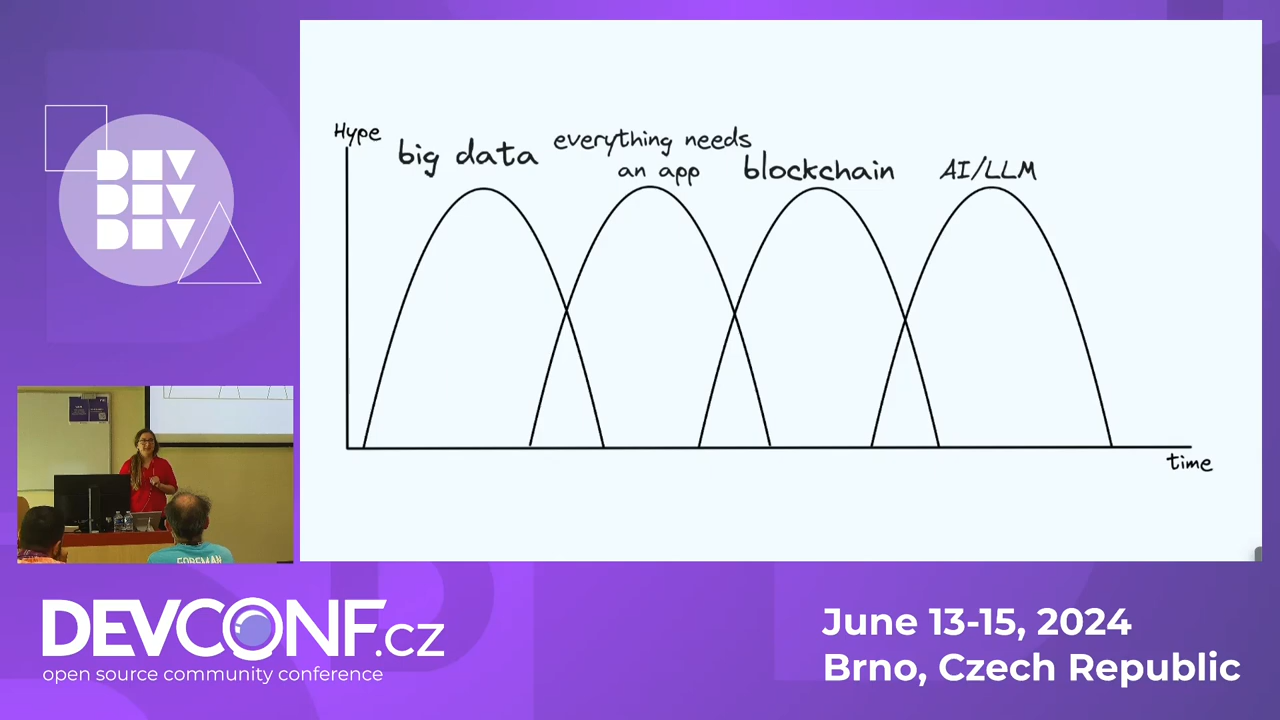 DEV
DEV
DEV
Hype
big data
everything needs
an app
blockchain
AI/LLM
time
FOREMAN
DEVCONF.cz
open source community conference
June 13-15, 2024
Brno, Czech Republic